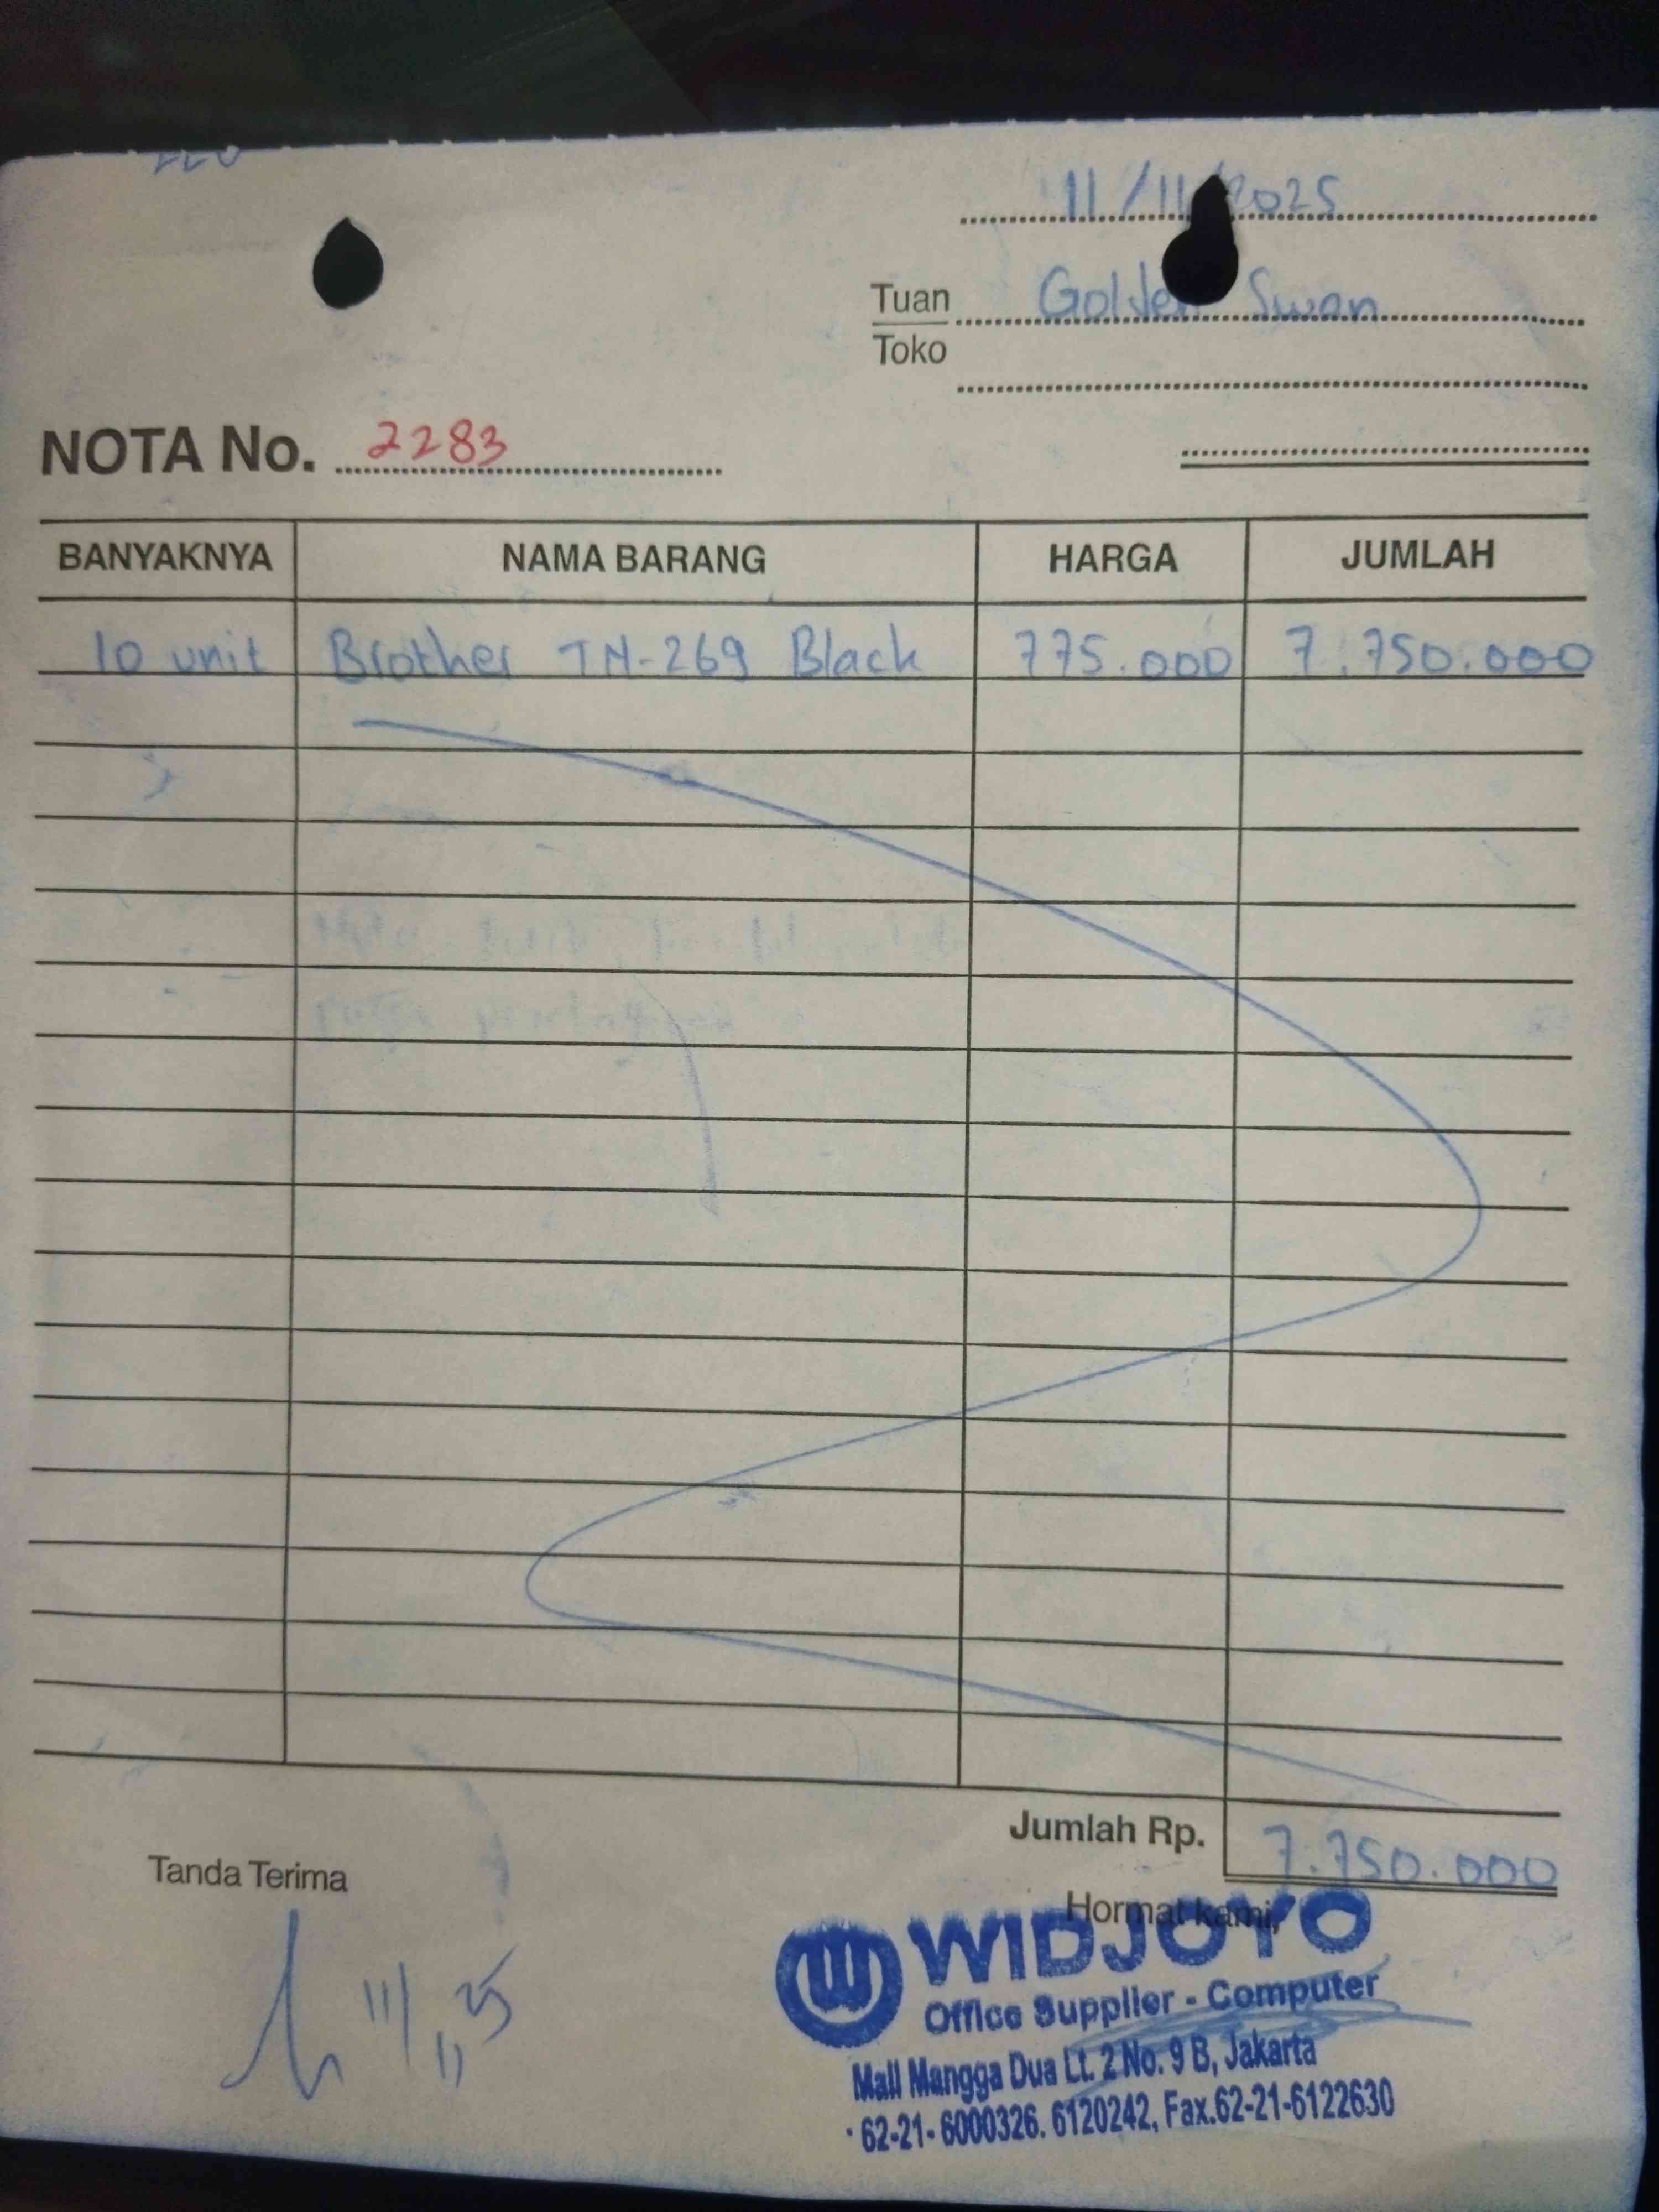 11/11/2025
Tuan Golden Swan
Toko
NOTA No. 2283
BANYAKNYA NAMA BARANG HARGA JUMLAH
10 unit Brother TN-269 Black 775.000 7.750.000
Jumlah Rp. 7.750.000
Tanda Terima
Hormat kami,
11/11 25
WIDJOYO
Office Supplier - Computer
Mall Mangga Dua Lt. 2 No. 9 B, Jakarta
62-21-6000326. 6120242, Fax.62-21-6122630